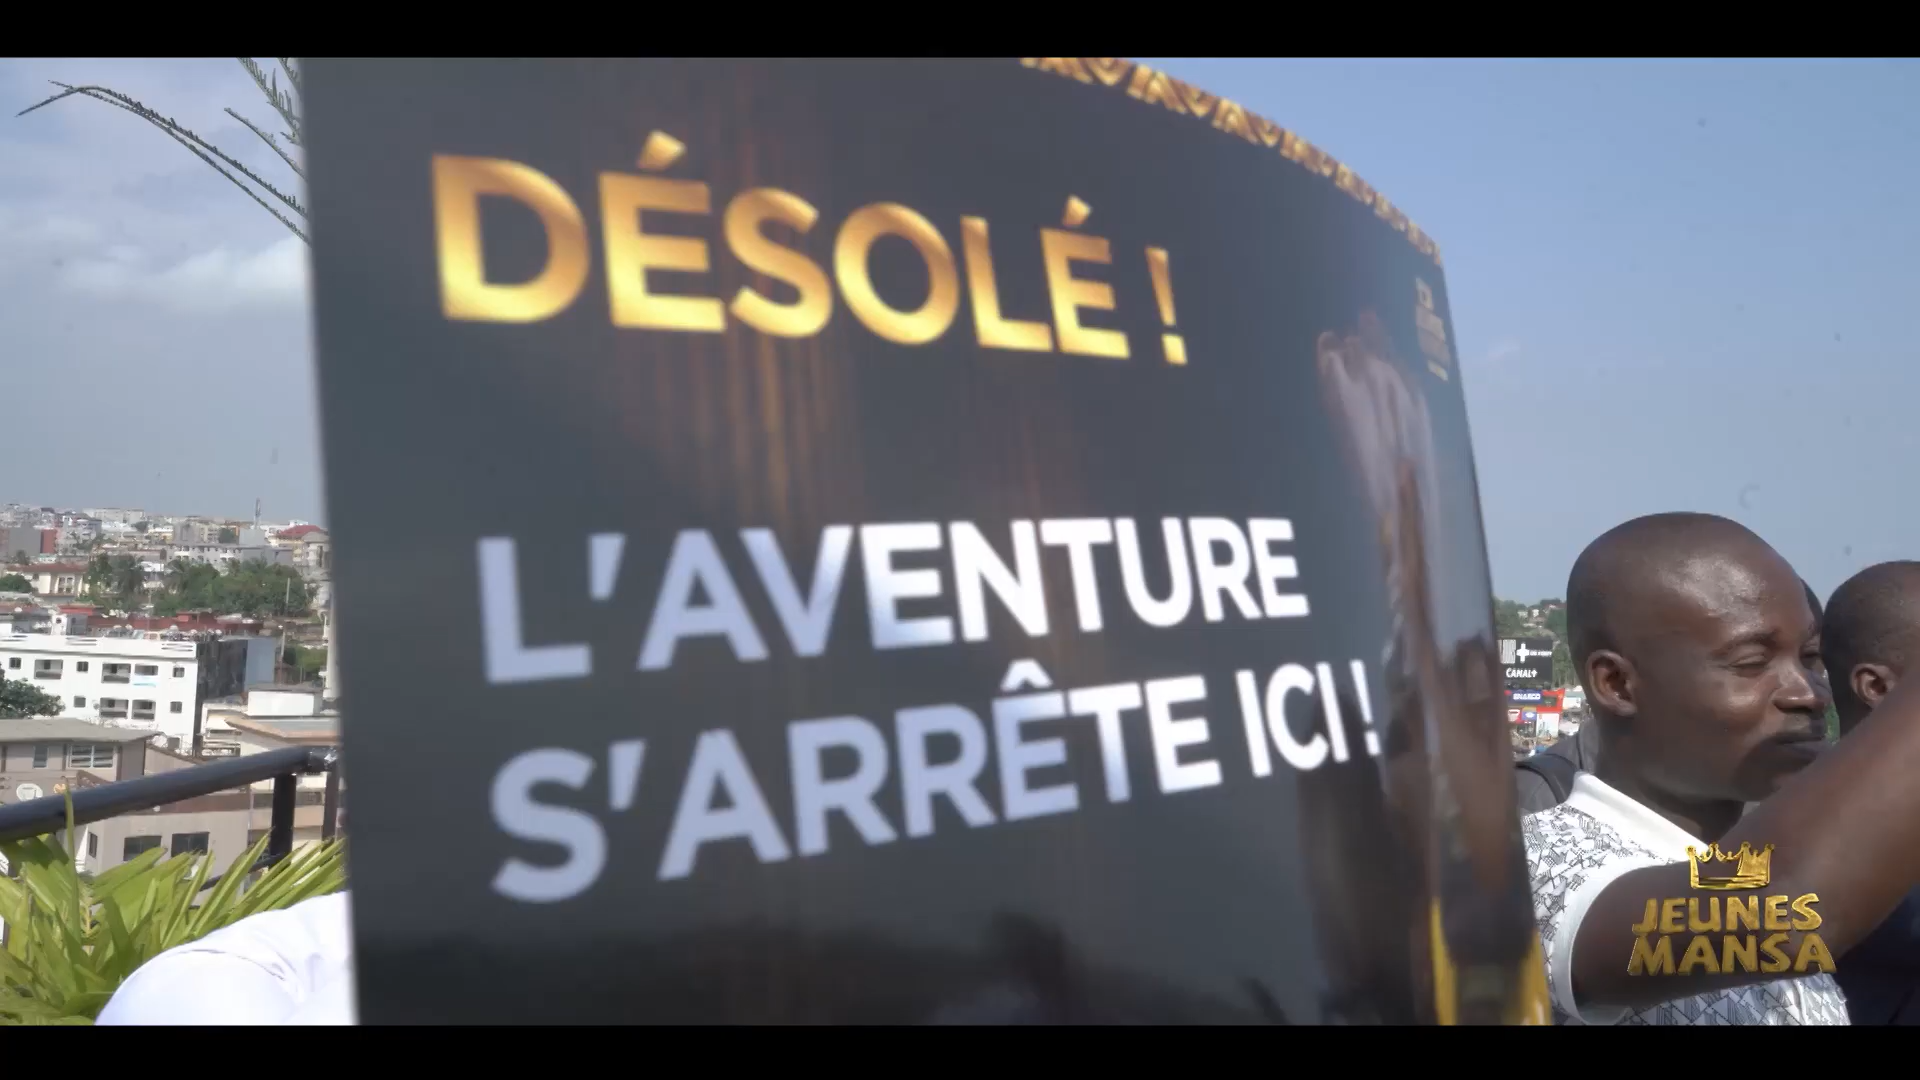 DÉSOLÉ !
L'AVENTURE
S'ARRÊTE ICI !
CANAL+
JEUNES
MANSA